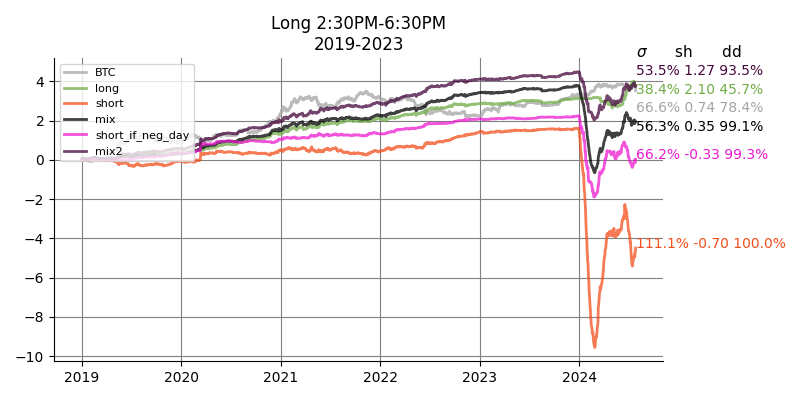 Long 2:30PM-6:30PM
2019-2023
σ sh dd
BTC
long
short
mix
short_if_neg_day
mix2
53.5% 1.27 93.5%
38.4% 2.10 45.7%
66.6% 0.74 78.4%
56.3% 0.35 99.1%
66.2% -0.33 99.3%
111.1% -0.70 100.0%
4
2
0
−2
−4
−6
−8
−10
2019 2020 2021 2022 2023 2024